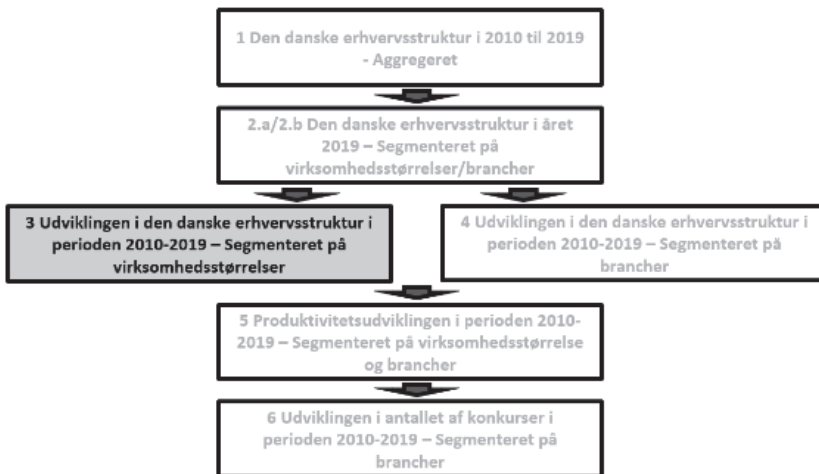 1 Den danske erhvervsstruktur i 2010 til 2019
- Aggregeret
2.a/2.b Den danske erhvervsstruktur i året
2019 – Segmenteret på
virksomhedsstørrelser/brancher
3 Udviklingen i den danske erhvervsstruktur i
perioden 2010-2019 – Segmenteret på
virksomhedsstørrelser
4 Udviklingen i den danske erhvervsstruktur i
perioden 2010-2019 – Segmenteret på
brancher
5 Produktivitetsudviklingen i perioden 2010-
2019 – Segmenteret på virksomhedsstørrelse
og brancher
6 Udviklingen i antallet af konkurser i
perioden 2010-2019 – Segmenteret på
brancher